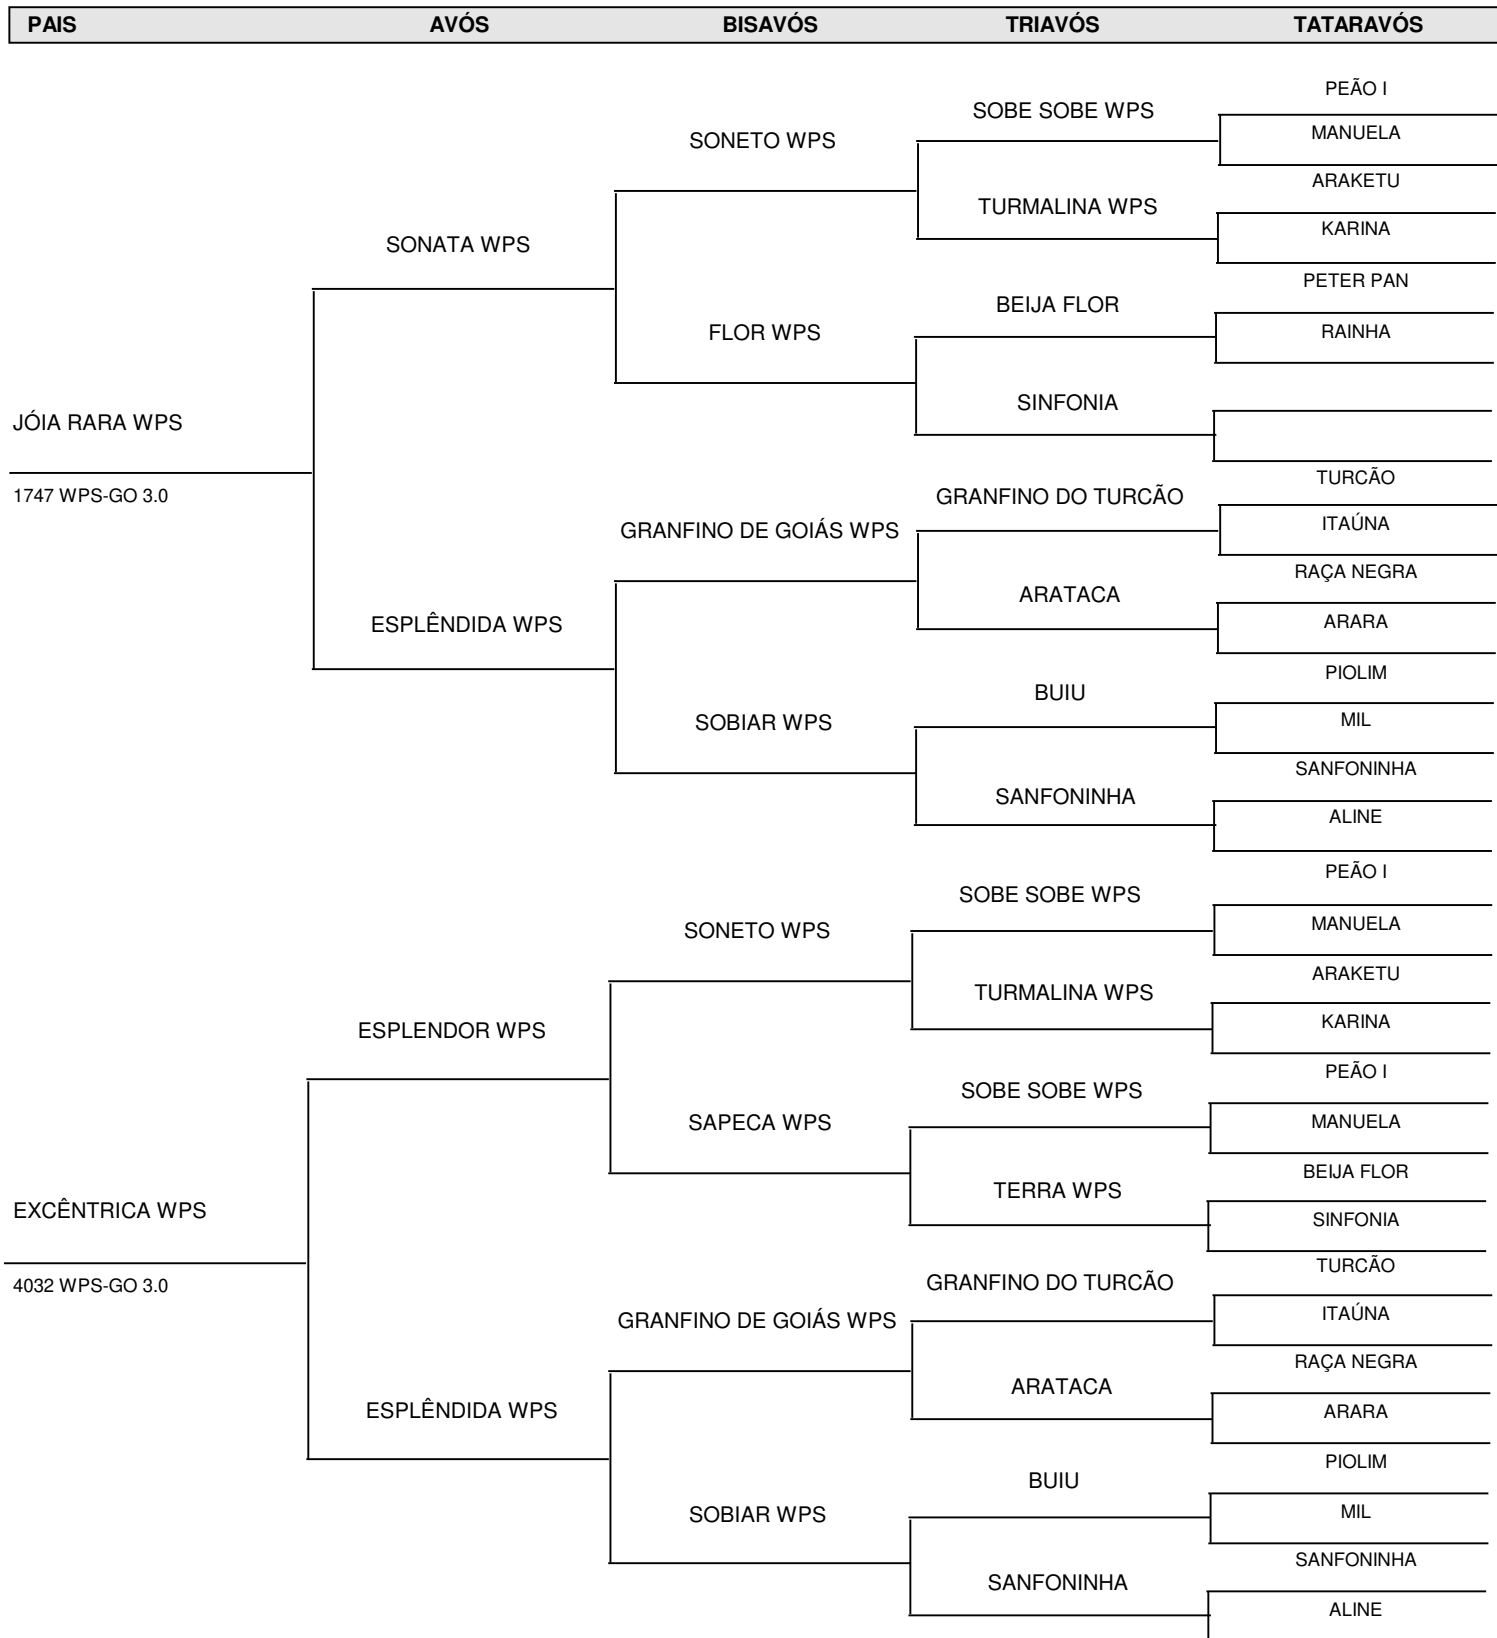 PAIS AVÓS BISAVÓS TRIAVÓS TATARAVÓS
PEÃO I
SOBE SOBE WPS
MANUELA
SONETO WPS
ARAKETU
TURMALINA WPS
KARINA
SONATA WPS
PETER PAN
BEIJA FLOR
RAINHA
FLOR WPS
SINFONIA
JÓIA RARA WPS
TURCÃO
1747 WPS-GO 3.0
GRANFINO DO TURCÃO
ITAÚNA
GRANFINO DE GOIÁS WPS
RAÇA NEGRA
ARATACA
ARARA
ESPLÊNDIDA WPS
PIOLIM
BUIU
MIL
SOBIAR WPS
SANFONINHA
SANFONINHA
ALINE
PEÃO I
SOBE SOBE WPS
MANUELA
SONETO WPS
ARAKETU
TURMALINA WPS
KARINA
ESPLENDOR WPS
PEÃO I
SOBE SOBE WPS
MANUELA
SAPECA WPS
BEIJA FLOR
TERRA WPS
EXCÊNTRICA WPS
SINFONIA
TURCÃO
GRANFINO DO TURCÃO
4032 WPS-GO 3.0
ITAÚNA
GRANFINO DE GOIÁS WPS
RAÇA NEGRA
ARATACA
ESPLÊNDIDA WPS
ARARA
PIOLIM
BUIU
MIL
SOBIAR WPS
SANFONINHA
SANFONINHA
ALINE